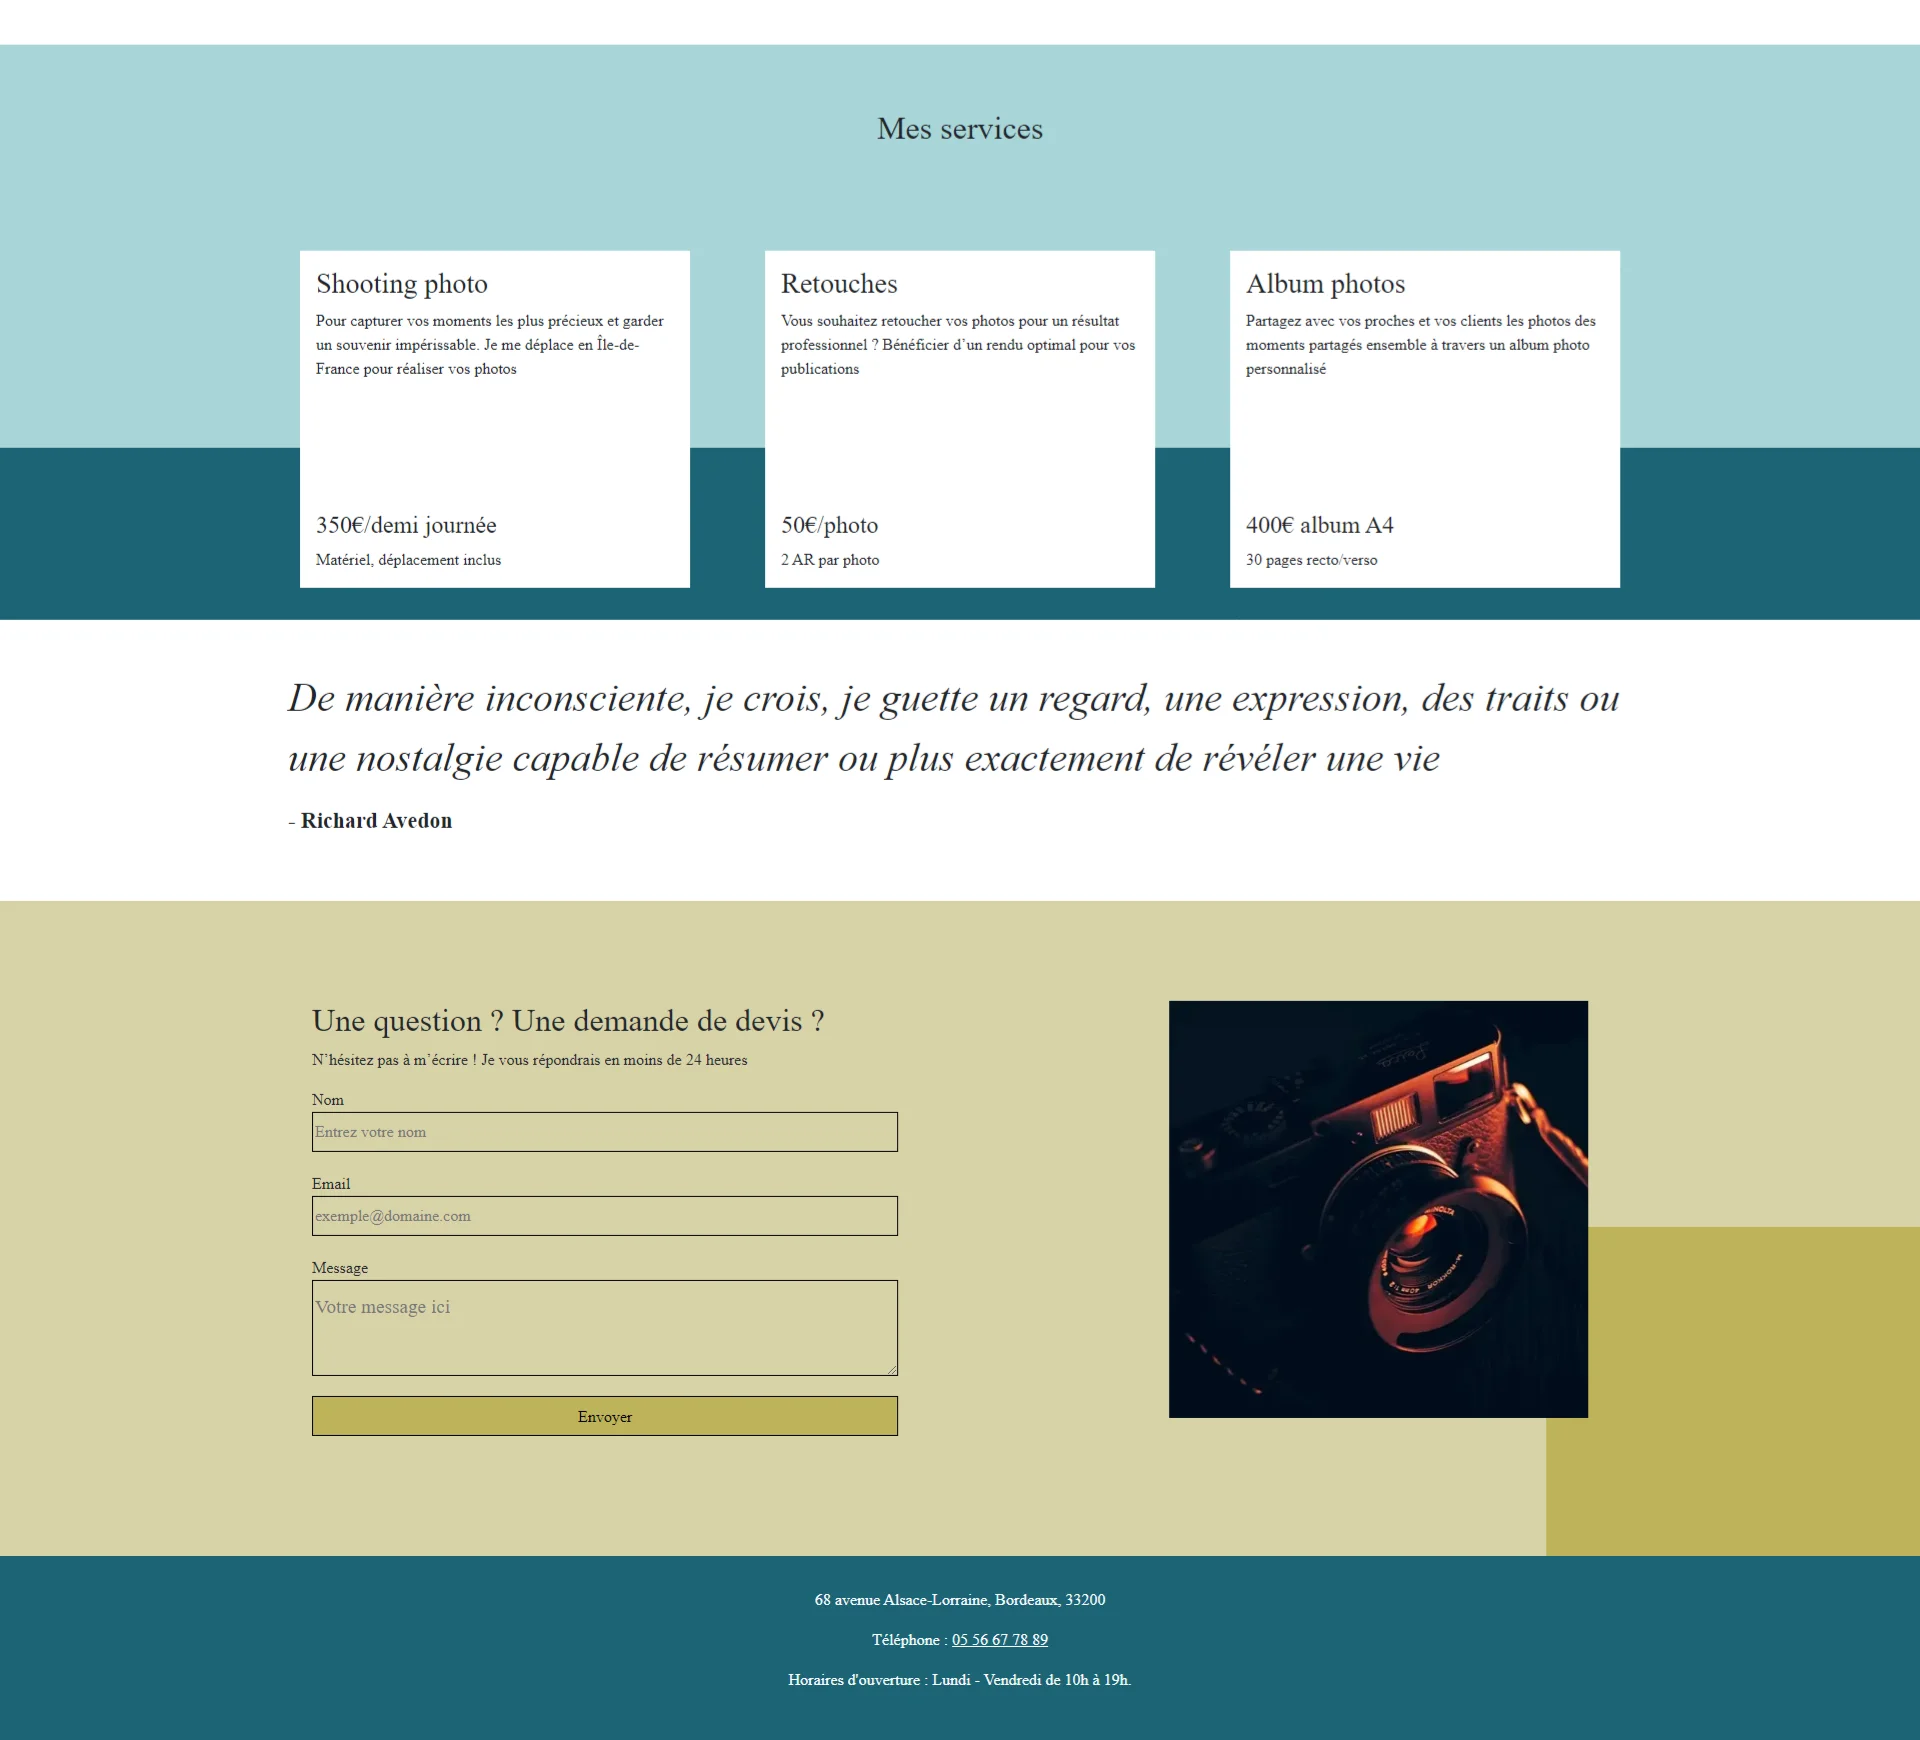 Mes services
Shooting photo
Pour capturer vos moments les plus précieux et garder
un souvenir impérissable. Je me déplace en Île-de-
France pour réaliser vos photos
350€/demi journée
Matériel, déplacement inclus
Retouches
Vous souhaitez retoucher vos photos pour un résultat
professionnel ? Bénéficier d’un rendu optimal pour vos
publications
50€/photo
2 AR par photo
Album photos
Partagez avec vos proches et vos clients les photos des
moments partagés ensemble à travers un album photo
personnalisé
400€ album A4
30 pages recto/verso
De manière inconsciente, je crois, je guette un regard, une expression, des traits ou
une nostalgie capable de résumer ou plus exactement de révéler une vie
- Richard Avedon
Une question ? Une demande de devis ?
N’hésitez pas à m’écrire ! Je vous répondrais en moins de 24 heures
Nom
Entrez votre nom
Email
exemple@domaine.com
Message
Votre message ici
Envoyer
MINOLTA
M-ROKKOR
40mm 1:2
68 avenue Alsace-Lorraine, Bordeaux, 33200
Téléphone : 05 56 67 78 89
Horaires d'ouverture : Lundi - Vendredi de 10h à 19h.